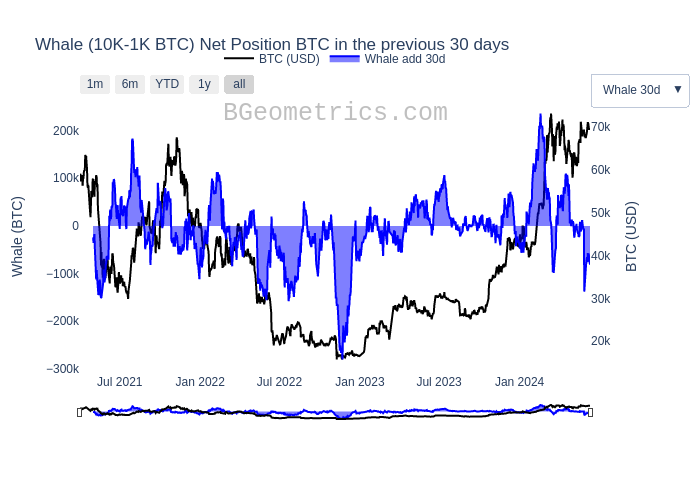 Whale (10K-1K BTC) Net Position BTC in the previous 30 days
BTC (USD)
Whale add 30d
1m
6m
YTD
1y
all
Whale 30d ▼
BGeometrics.com
200k
100k
0
−100k
−200k
−300k
Whale (BTC)
70k
60k
50k
40k
30k
20k
BTC (USD)
Jul 2021
Jan 2022
Jul 2022
Jan 2023
Jul 2023
Jan 2024